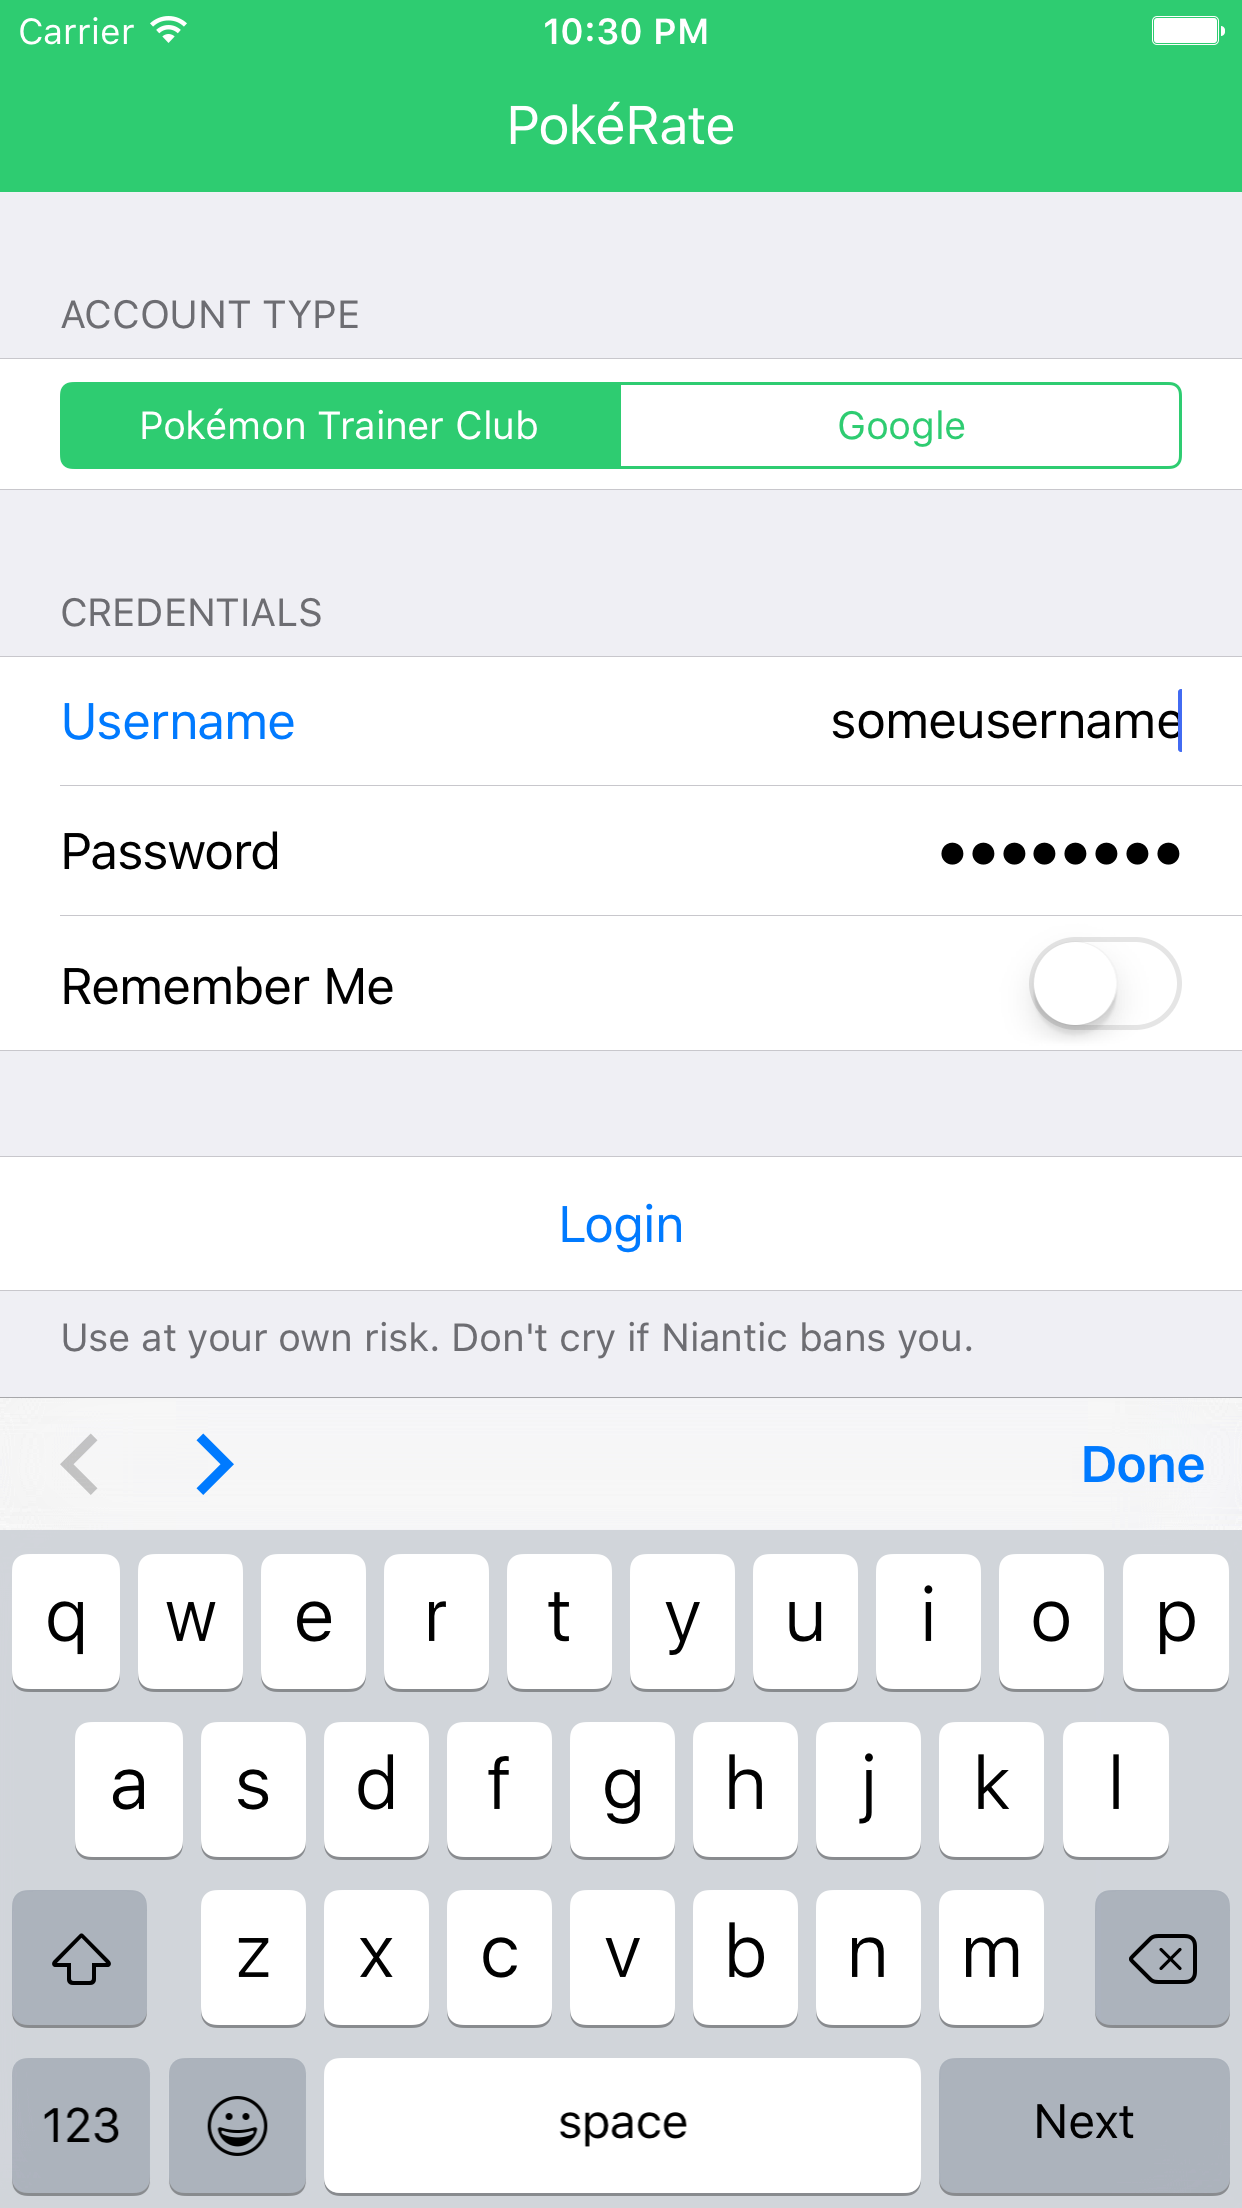 Carrier 10:30 PM
PokéRate
ACCOUNT TYPE
Pokémon Trainer Club Google
CREDENTIALS
Username someusername
Password ●●●●●●●●
Remember Me
Login
Use at your own risk. Don't cry if Niantic bans you.
Done
q w e r t y u i o p
a s d f g h j k l
z x c v b n m
123 space Next